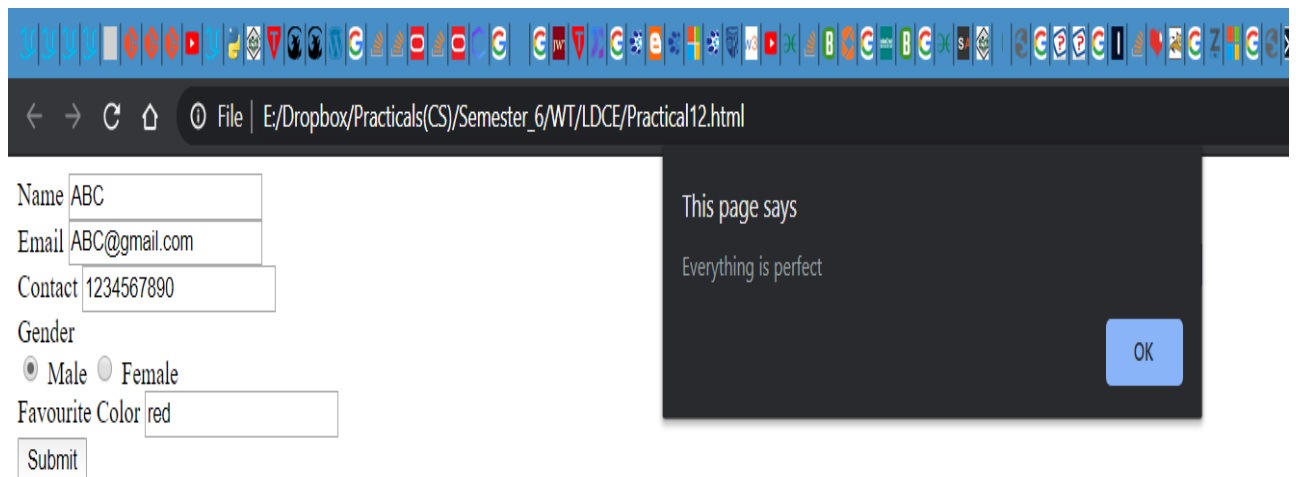 File | E:/Dropbox/Practicals(CS)/Semester_6/WT/LDCE/Practical12.html
Name ABC
Email ABC@gmail.com
Contact 1234567890
Gender
Male Female
Favourite Color red
Submit
This page says
Everything is perfect
OK